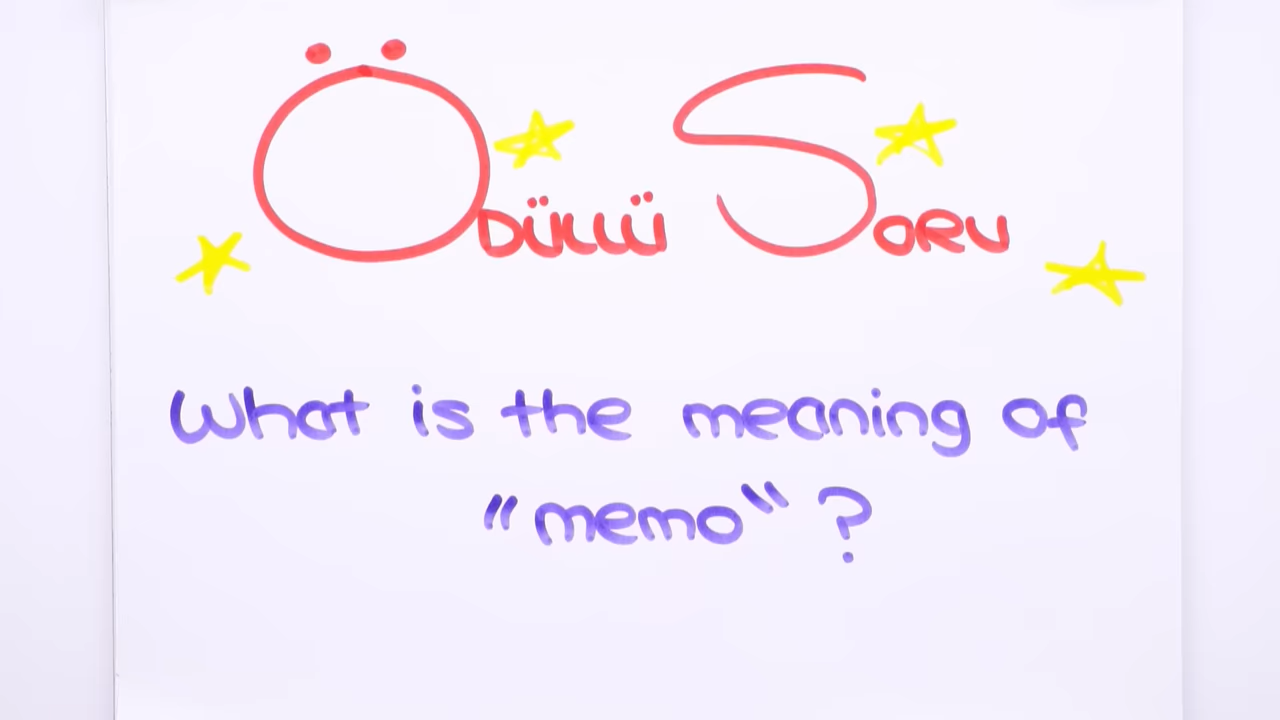 Ödüllü Soru
What is the meaning of
"memo"?